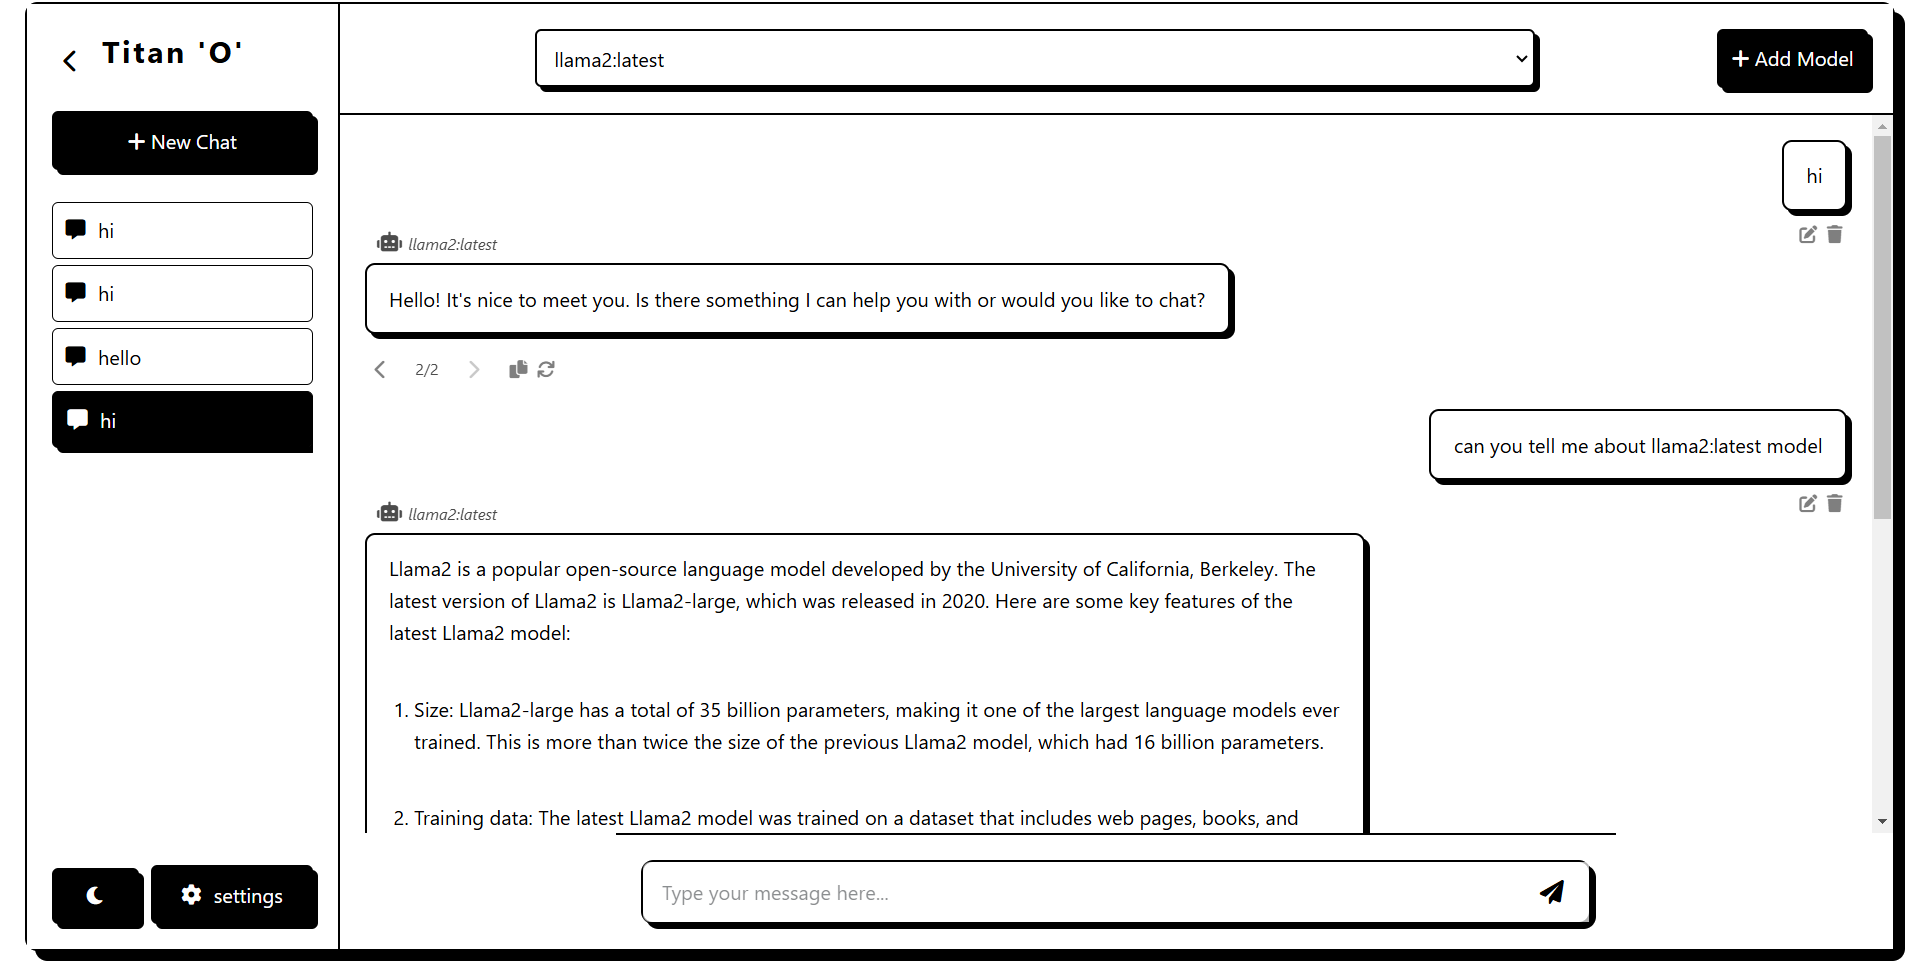 Titan 'O'
New Chat
hi
hi
hello
hi
settings
llama2:latest
Add Model
hi
llama2:latest
Hello! It's nice to meet you. Is there something I can help you with or would you like to chat?
2/2
can you tell me about llama2:latest model
llama2:latest
Llama2 is a popular open-source language model developed by the University of California, Berkeley. The
latest version of Llama2 is Llama2-large, which was released in 2020. Here are some key features of the
latest Llama2 model:
1. Size: Llama2-large has a total of 35 billion parameters, making it one of the largest language models ever
trained. This is more than twice the size of the previous Llama2 model, which had 16 billion parameters.
2. Training data: The latest Llama2 model was trained on a dataset that includes web pages, books, and
Type your message here...